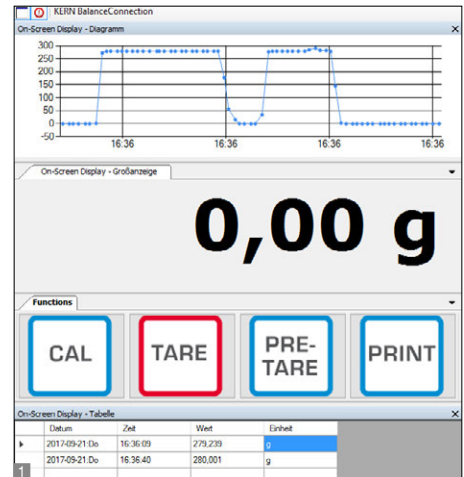 KERN BalanceConnection
On-Screen Display - Diagramm
300
250
200
150
100
50
0
-50
16:36 16:36 16:36 16:36
On-Screen Display - Großanzeige
0,00 g
Functions
CAL
TARE
PRE-
TARE
PRINT
On-Screen Display - Tabelle
Datum Zeit Wert Einheit
2017-09-21:Do 16:36:09 279,239 g
2017-09-21:Do 16:36:40 280,001 g
1